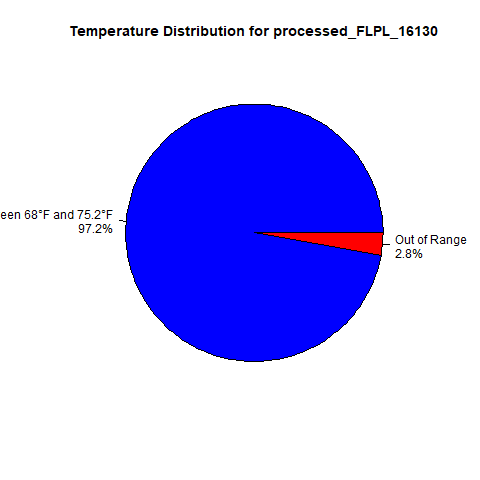 Temperature Distribution for processed_FLPL_16130
een 68°F and 75.2°F
97.2%
Out of Range
2.8%